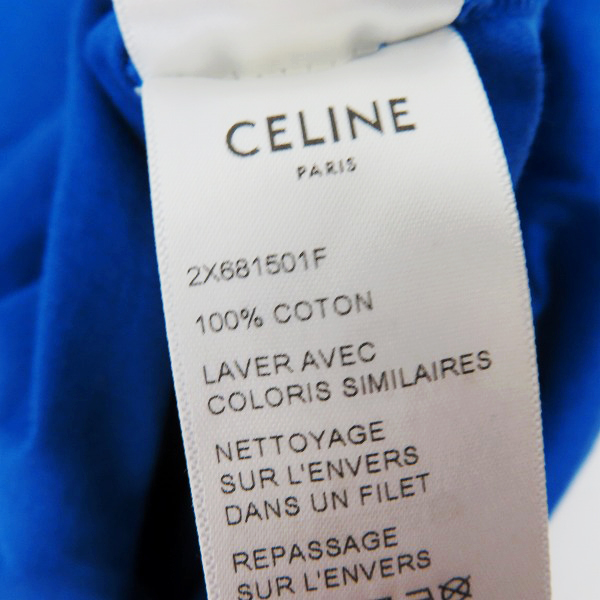 CELINE
PARIS
2X681501F
100% COTON
LAVER AVEC
COLORIS SIMILAIRES
NETTOYAGE
SUR L'ENVERS
DANS UN FILET
REPASSAGE
SUR L'ENVERS